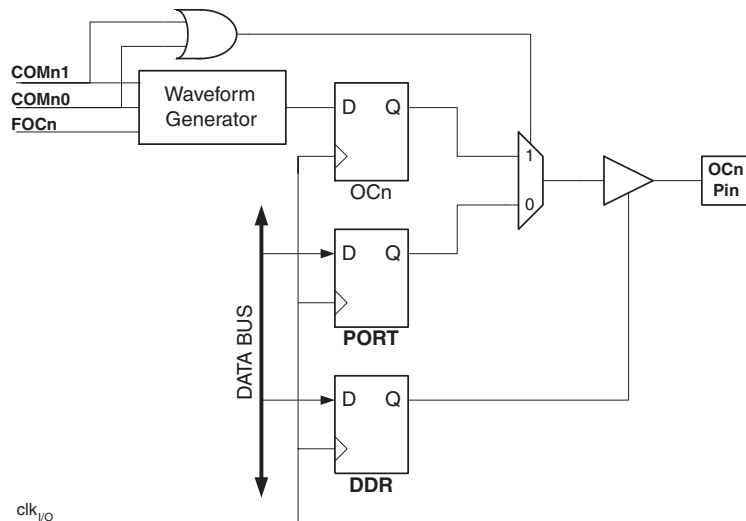 COMn1
COMn0
FOCn
Waveform
Generator
D Q
OCn
1
0
OCn
Pin
D Q
PORT
D Q
DDR
DATA BUS
clkI/O